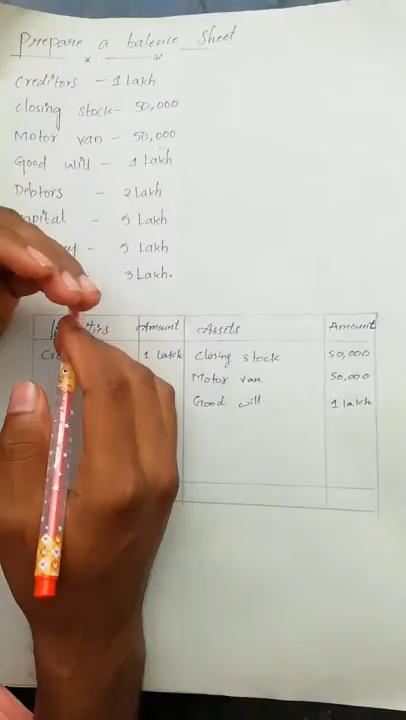 Prepare a balence sheet
Creditors - 1 Lakh
Closing stock - 50,000
Motor van - 50,000
Good will - 1 Lakh
Debtors - 2 Lakh
- 5 Lakh
- 5 Lakh
3 Lakh.
Amount Assets Amount
1 lakh Closing stock 50,000
Motor van 50,000
Good will 1 lakh